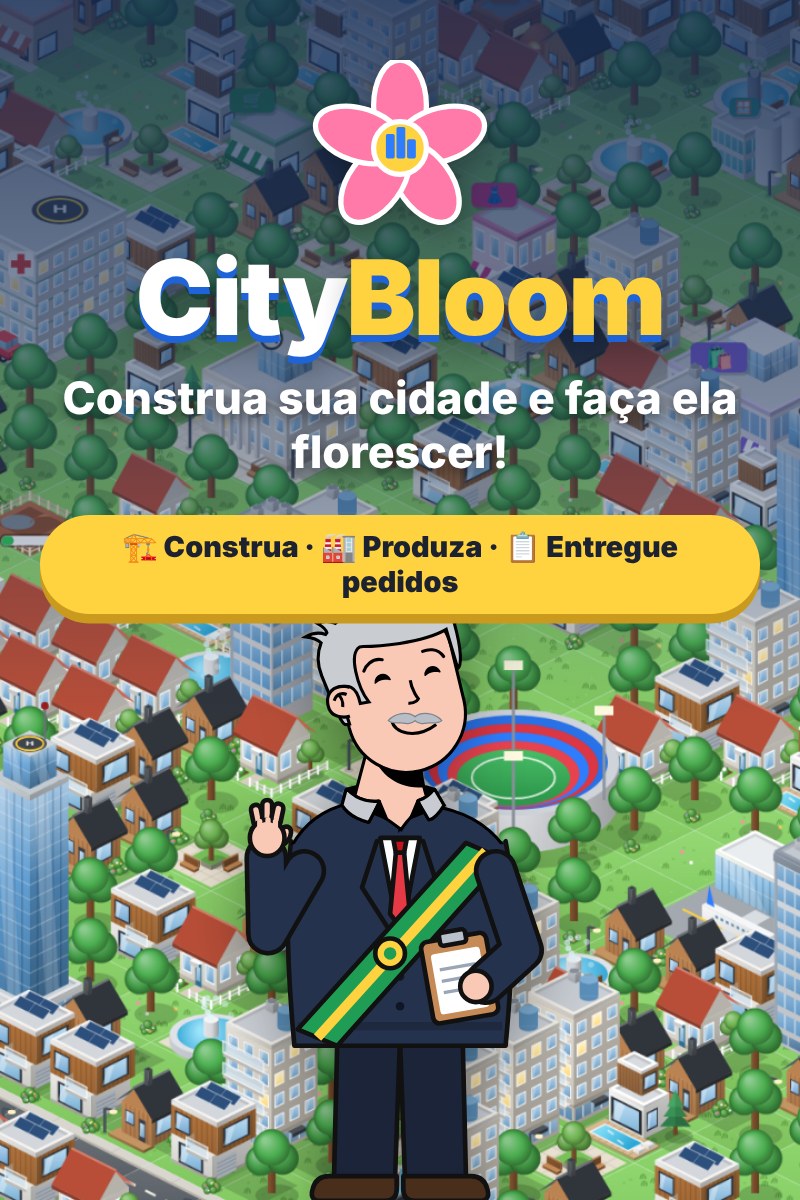 CityBloom
Construa sua cidade e faça ela
florescer!
🏗️ Construa · 🏭 Produza · 📋 Entregue
pedidos
H
H